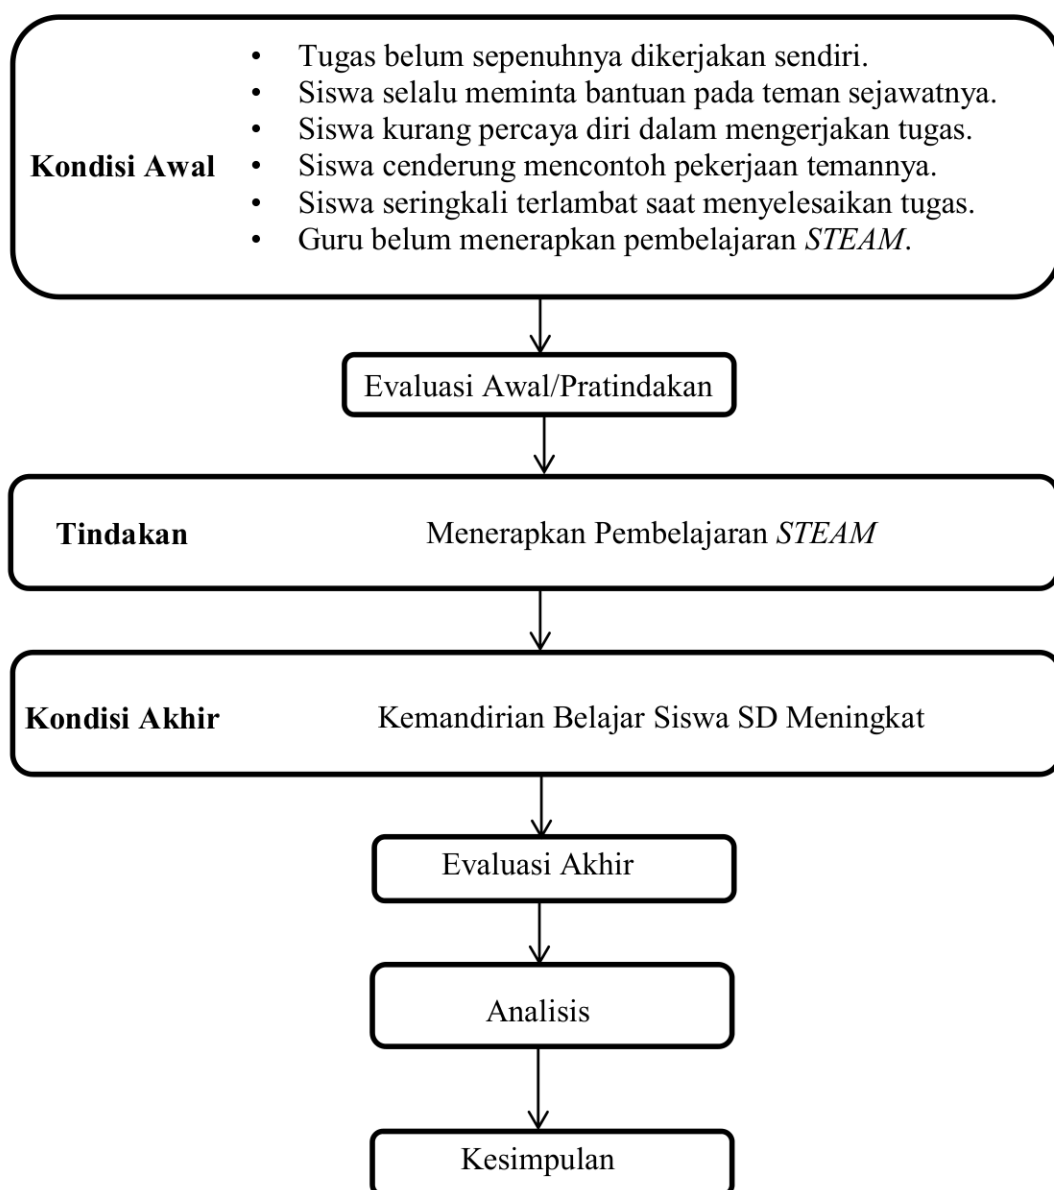 • Tugas belum sepenuhnya dikerjakan sendiri.
• Siswa selalu meminta bantuan pada teman sejawatnya.
• Siswa kurang percaya diri dalam mengerjakan tugas.
Kondisi Awal • Siswa cenderung mencontoh pekerjaan temannya.
• Siswa seringkali terlambat saat menyelesaikan tugas.
• Guru belum menerapkan pembelajaran STEAM.
Evaluasi Awal/Pratindakan
Tindakan Menerapkan Pembelajaran STEAM
Kondisi Akhir Kemandirian Belajar Siswa SD Meningkat
Evaluasi Akhir
Analisis
Kesimpulan